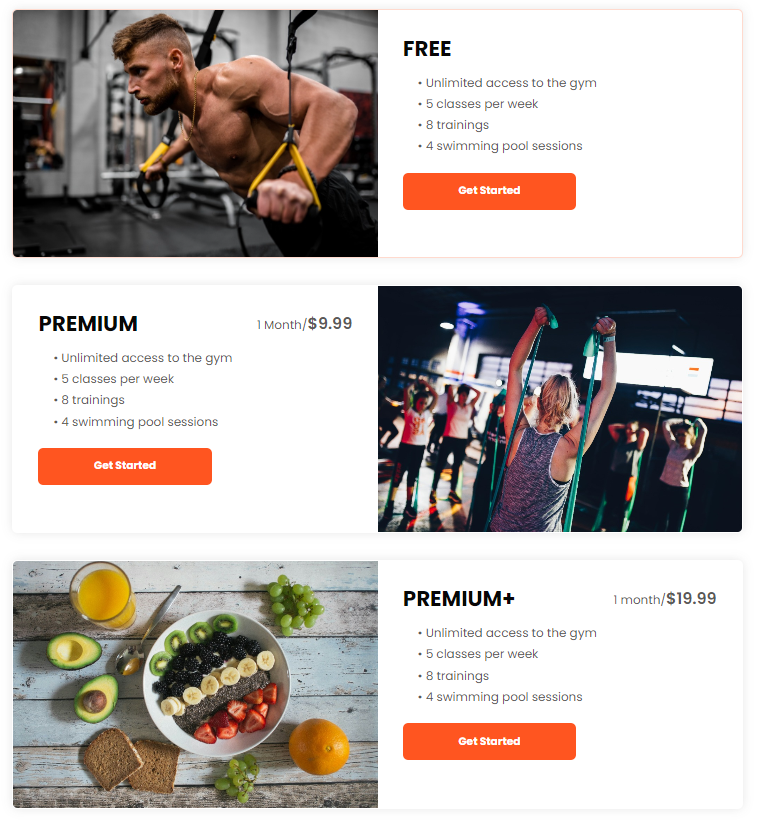 FREE
• Unlimited access to the gym
• 5 classes per week
• 8 trainings
• 4 swimming pool sessions
Get Started
PREMIUM 1 Month/$9.99
• Unlimited access to the gym
• 5 classes per week
• 8 trainings
• 4 swimming pool sessions
Get Started
PREMIUM+ 1 month/$19.99
• Unlimited access to the gym
• 5 classes per week
• 8 trainings
• 4 swimming pool sessions
Get Started